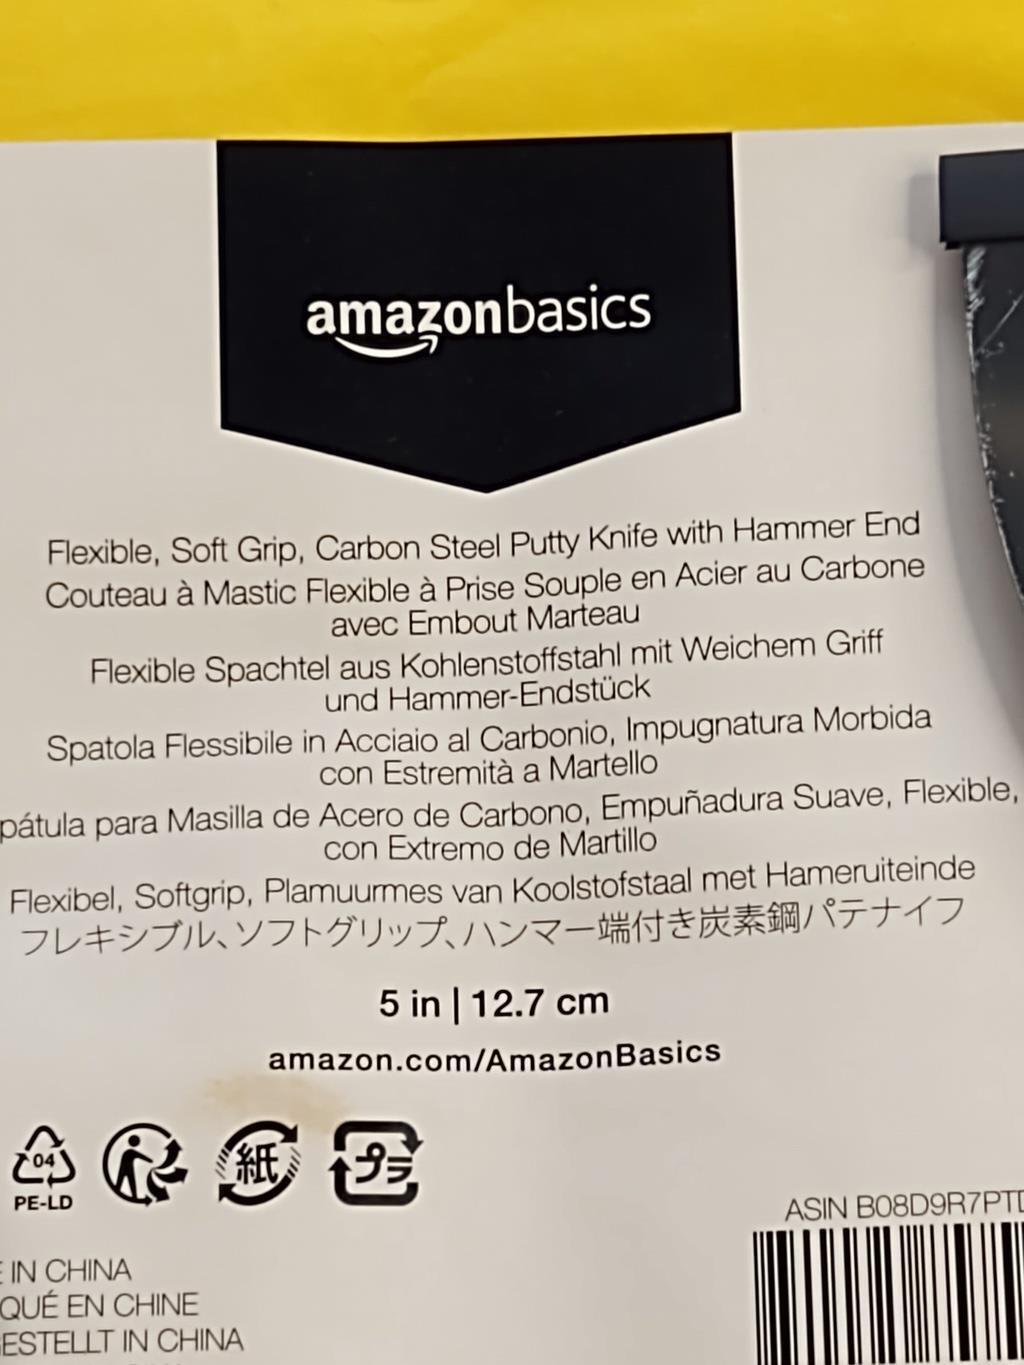 amazonbasics
Flexible, Soft Grip, Carbon Steel Putty Knife with Hammer End
Couteau à Mastic Flexible à Prise Souple en Acier au Carbone
avec Embout Marteau
Flexible Spachtel aus Kohlenstoffstahl mit Weichem Griff
und Hammer-Endstück
Spatola Flessibile in Acciaio al Carbonio, Impugnatura Morbida
con Estremità a Martello
pátula para Masilla de Acero de Carbono, Empuñadura Suave, Flexible,
con Extremo de Martillo
Flexibel, Softgrip, Plamuurmes van Koolstofstaal met Hameruiteinde
フレキシブル、ソフトグリップ、ハンマー端付き炭素鋼パテナイフ
5 in | 12.7 cm
amazon.com/AmazonBasics
04
PE-LD
紙
プラ
ASIN B08D9R7PT
IN CHINA
QUÉ EN CHINE
ESTELLT IN CHINA